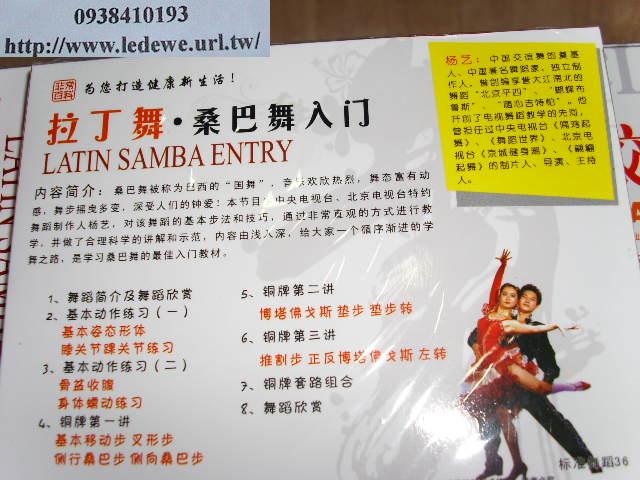 0938410193
http://www.ledewe.url.tw/
非常百科
为您打造健康新生活!
拉丁舞·桑巴舞入门
LATIN SAMBA ENTRY
内容简介:桑巴舞被称为巴西的“国舞”,音乐欢欣热烈,舞态富有动
感,舞步摇曳多变,深受人们的钟爱;本节目 中央电视台、北京电视台特约
舞蹈制作人杨艺,对该舞蹈的基本步法和技巧,通过非常直观的方式进行教
学,并做了合理科学的讲解和示范,内容由浅入深,给大家一个循序渐进的学
舞之路,是学习桑巴舞的最佳入门教材。
杨艺:中国交谊舞的奠基
人、中国著名舞蹈家,独立制
作人。曾创编享誉大江南北的
舞蹈“北京平四”、“蝴蝶布
鲁斯”、“随心吉特帕”。他
开创了电视舞蹈教学的先河,
曾担任过中央电视台《隔洛起
舞》、《舞蹈世界》、北京电
视台《京城健身潮》、《翩翩
起舞》的制片人、导演、主持
人。
1、舞蹈简介及舞蹈欣赏
2、基本动作练习(一)
基本姿态形体
膝关节踝关节练习
3、基本动作练习(二)
骨盆收腹
身体蠕动练习
4、铜牌第一讲
基本移动步 叉形步
侧行桑巴步 侧向桑巴步
5、铜牌第二讲
博塔佛戈斯 垫步 垫步转
6、铜牌第三讲
推割步 正反博塔佛戈斯 左转
7、铜牌套路组合
8、舞蹈欣赏
标准舞蹈36